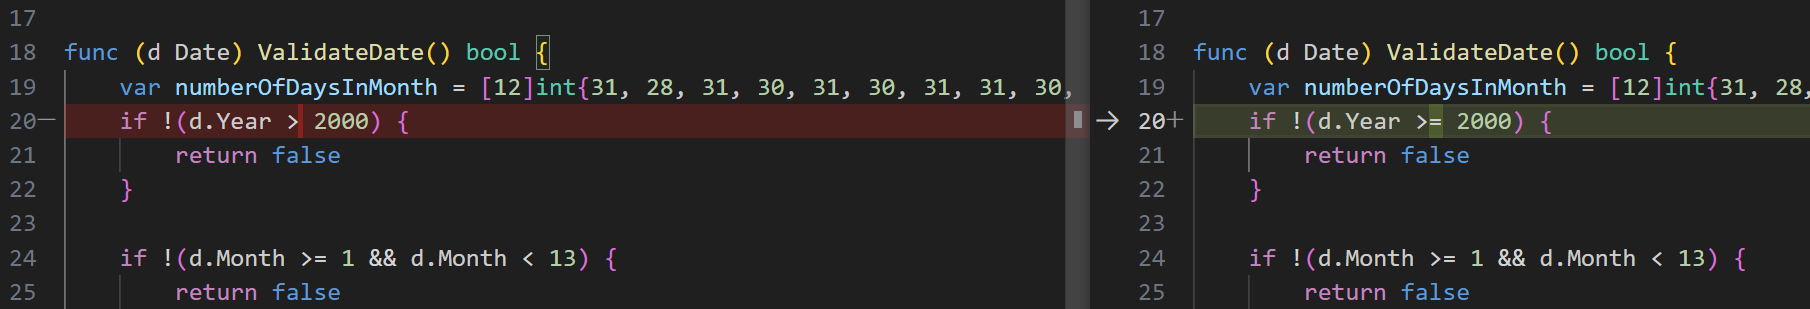 17
18 func (d Date) ValidateDate() bool {
19 var numberOfDaysInMonth = [12]int{31, 28, 31, 30, 31, 30, 31, 31, 30,
20— if !(d.Year > 2000) {
21 return false
22 }
23
24 if !(d.Month >= 1 && d.Month < 13) {
25 return false
17
18 func (d Date) ValidateDate() bool {
19 var numberOfDaysInMonth = [12]int{31, 28,
→ 20+ if !(d.Year >= 2000) {
21 return false
22 }
23
24 if !(d.Month >= 1 && d.Month < 13) {
25 return false